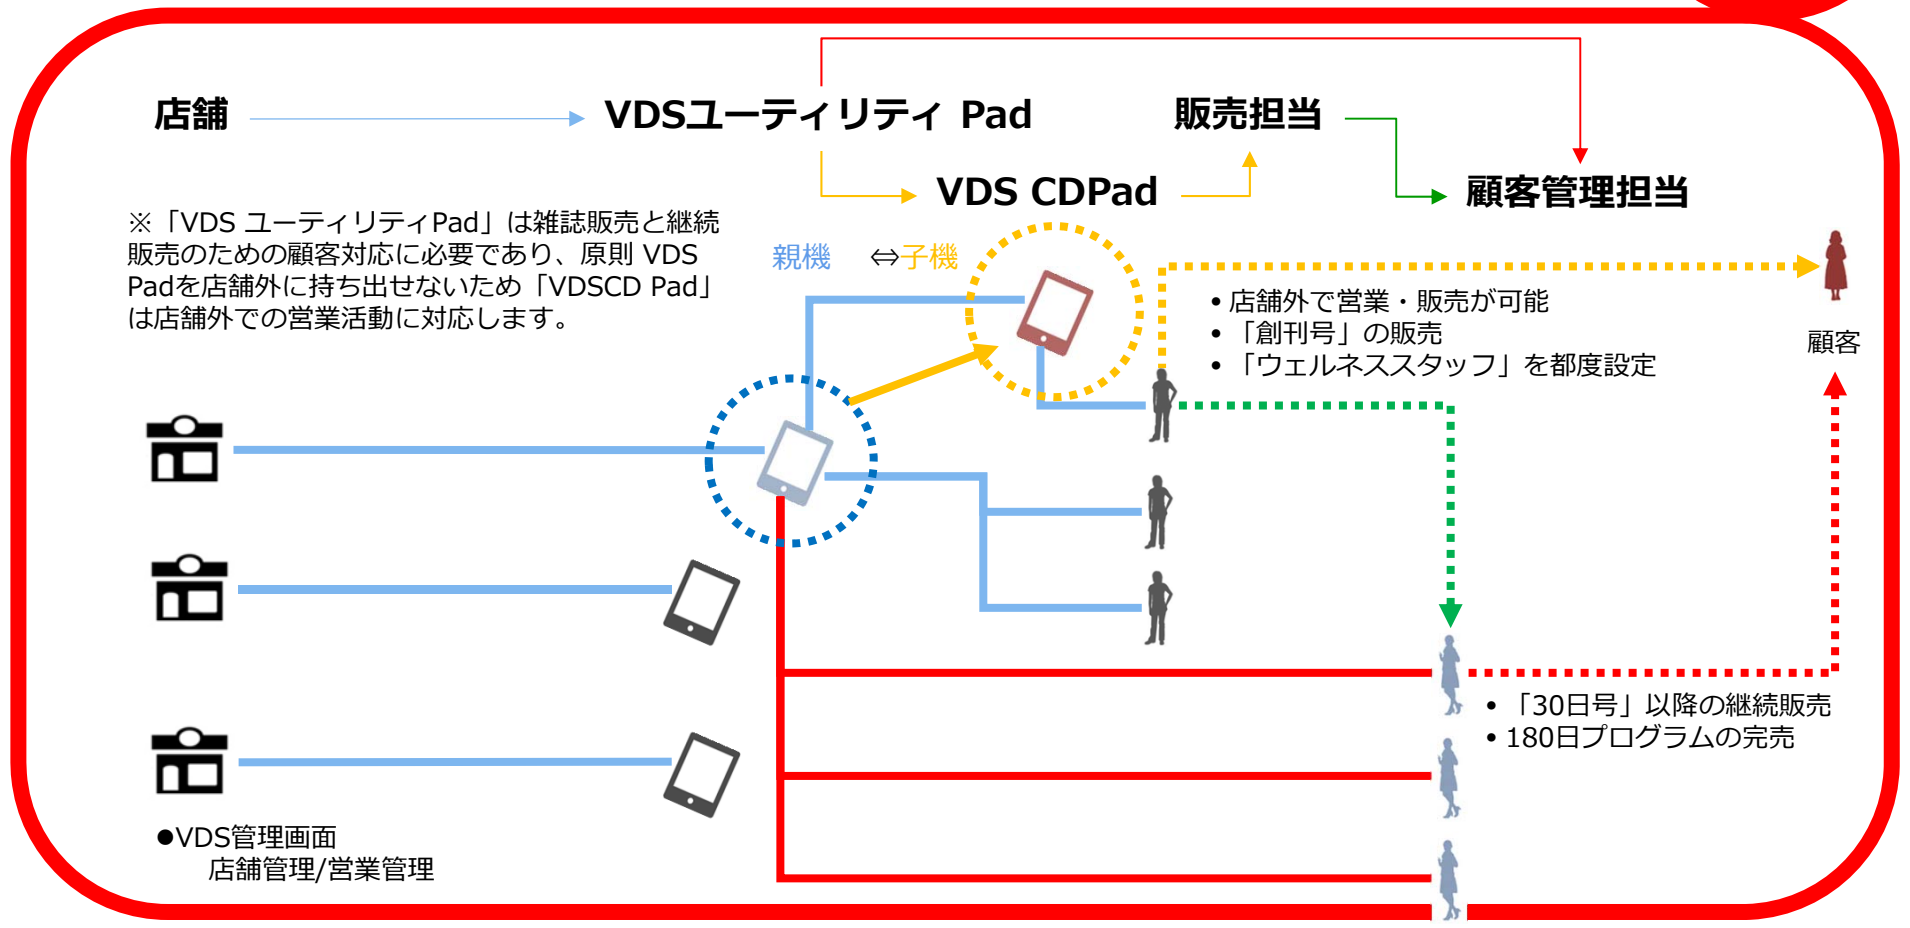 店舗
VDSユーティリティ Pad
販売担当
VDS CDPad
顧客管理担当
※「VDS ユーティリティPad」は雑誌販売と継続
販売のための顧客対応に必要であり、原則 VDS
Padを店舗外に持ち出せないため「VDSCD Pad」
は店舗外での営業活動に対応します。
親機 ⇔子機
• 店舗外で営業・販売が可能
• 「創刊号」の販売
• 「ウェルネススタッフ」を都度設定
顧客
• 「30日号」以降の継続販売
• 180日プログラムの完売
●VDS管理画面
店舗管理/営業管理